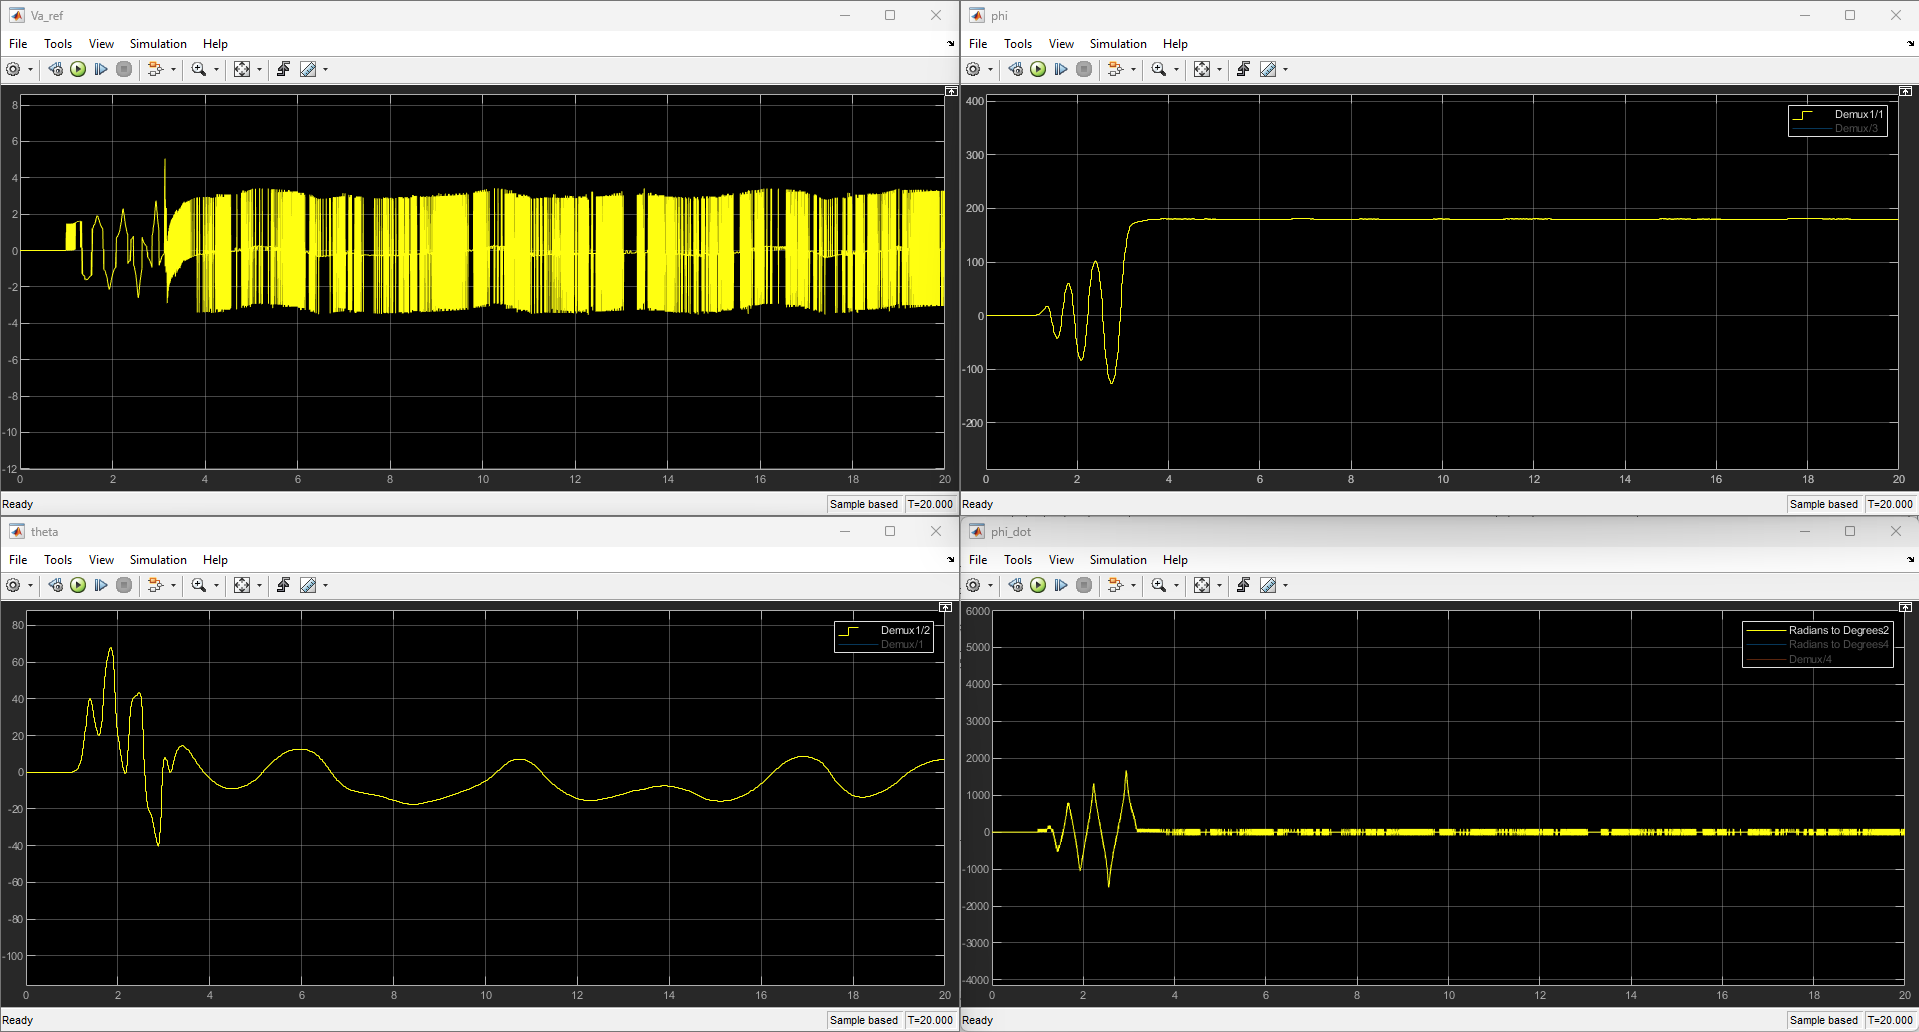 Va_ref
File Tools View Simulation Help
8
6
4
2
0
-2
-4
-6
-8
-10
-12
0 2 4 6 8 10 12 14 16 18 20
Ready
Sample based T=20.000
phi
File Tools View Simulation Help
400
300
200
100
0
-100
-200
Demux1/1
Demux/3
0 2 4 6 8 10 12 14 16 18 20
Ready
Sample based T=20.000
theta
File Tools View Simulation Help
80
60
40
20
0
-20
-40
-60
-80
-100
Demux1/2
Demux/1
0 2 4 6 8 10 12 14 16 18 20
Ready
Sample based T=20.000
phi_dot
File Tools View Simulation Help
6000
5000
4000
3000
2000
1000
0
-1000
-2000
-3000
-4000
Radians to Degrees2
Radians to Degrees4
Demux/4
0 2 4 6 8 10 12 14 16 18 20
Ready
Sample based T=20.000